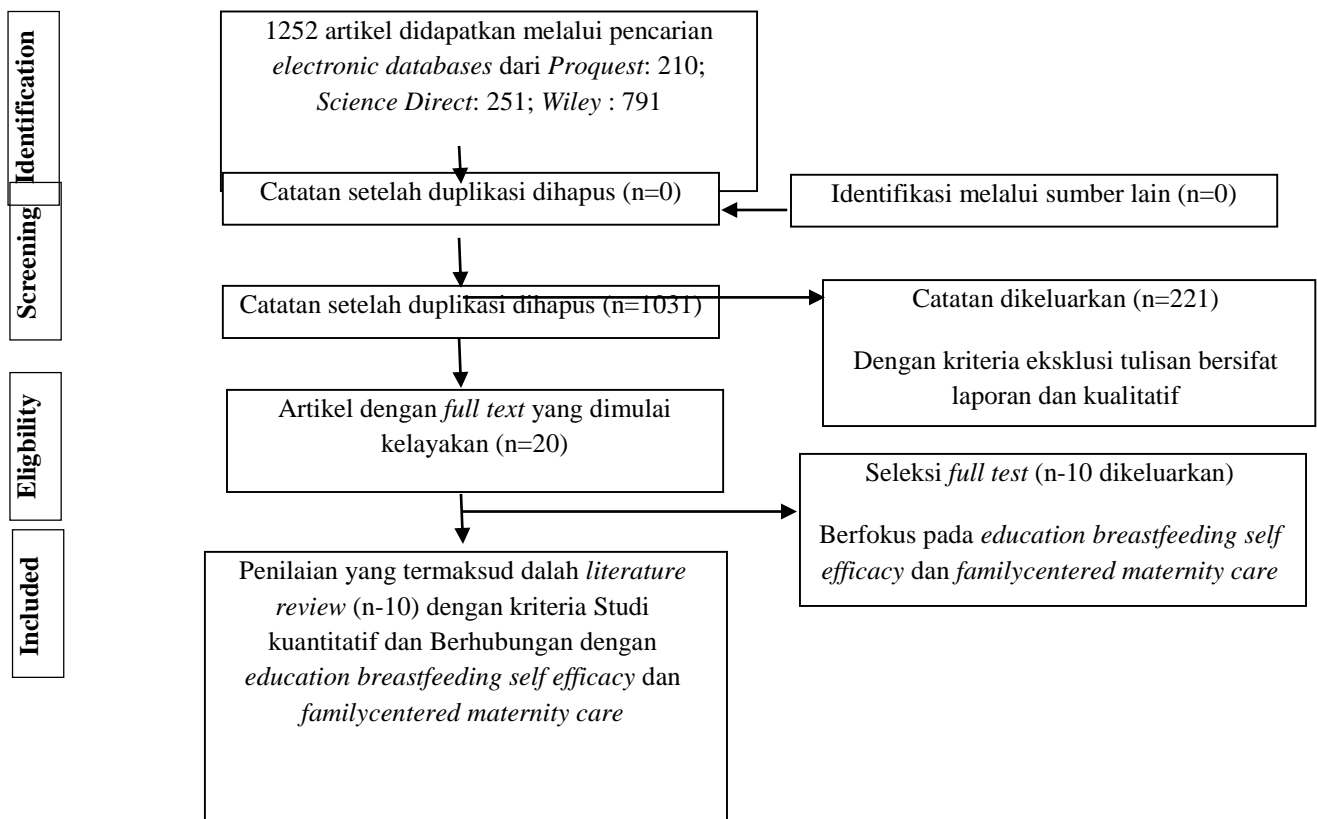 Identification
1252 artikel didapatkan melalui pencarian
electronic databases dari Proquest: 210;
Science Direct: 251; Wiley : 791
Screening
Catatan setelah duplikasi dihapus (n=0)
Identifikasi melalui sumber lain (n=0)
Catatan setelah duplikasi dihapus (n=1031)
Catatan dikeluarkan (n=221)
Dengan kriteria eksklusi tulisan bersifat
laporan dan kualitatif
Eligbility
Artikel dengan full text yang dimulai
kelayakan (n=20)
Seleksi full test (n-10 dikeluarkan)
Berfokus pada education breastfeeding self
efficacy dan familycentered maternity care
Included
Penilaian yang termaksud dalah literature
review (n-10) dengan kriteria Studi
kuantitatif dan Berhubungan dengan
education breastfeeding self efficacy dan
familycentered maternity care